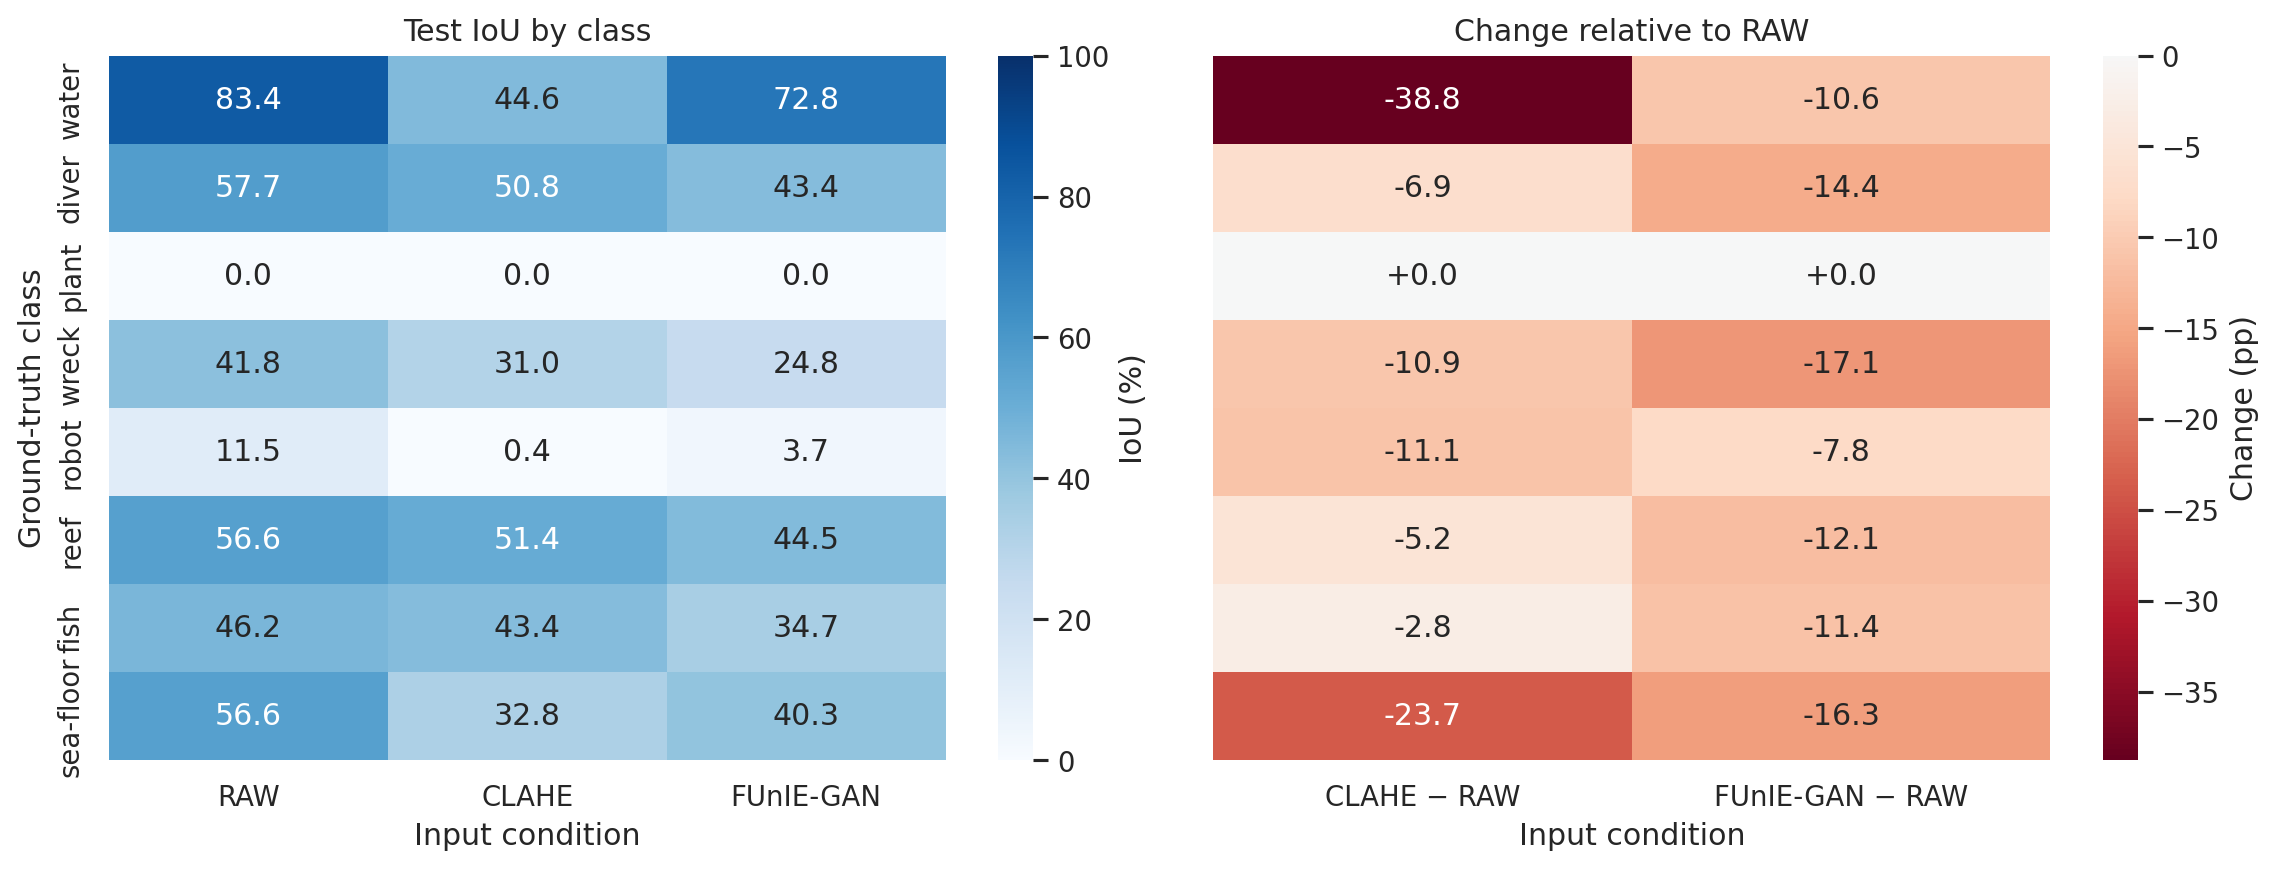 Test IoU by class
Change relative to RAW
Ground-truth class
water
83.4 44.6 72.8
diver
57.7 50.8 43.4
plant
0.0 0.0 0.0
wreck
41.8 31.0 24.8
robot
11.5 0.4 3.7
reef
56.6 51.4 44.5
fish
46.2 43.4 34.7
sea-floor
56.6 32.8 40.3
RAW CLAHE FUnIE-GAN
Input condition
100
80
60
40
20
0
IoU (%)
-38.8 -10.6
-6.9 -14.4
+0.0 +0.0
-10.9 -17.1
-11.1 -7.8
-5.2 -12.1
-2.8 -11.4
-23.7 -16.3
CLAHE − RAW FUnIE-GAN − RAW
Input condition
0
−5
−10
−15
−20
−25
−30
−35
Change (pp)